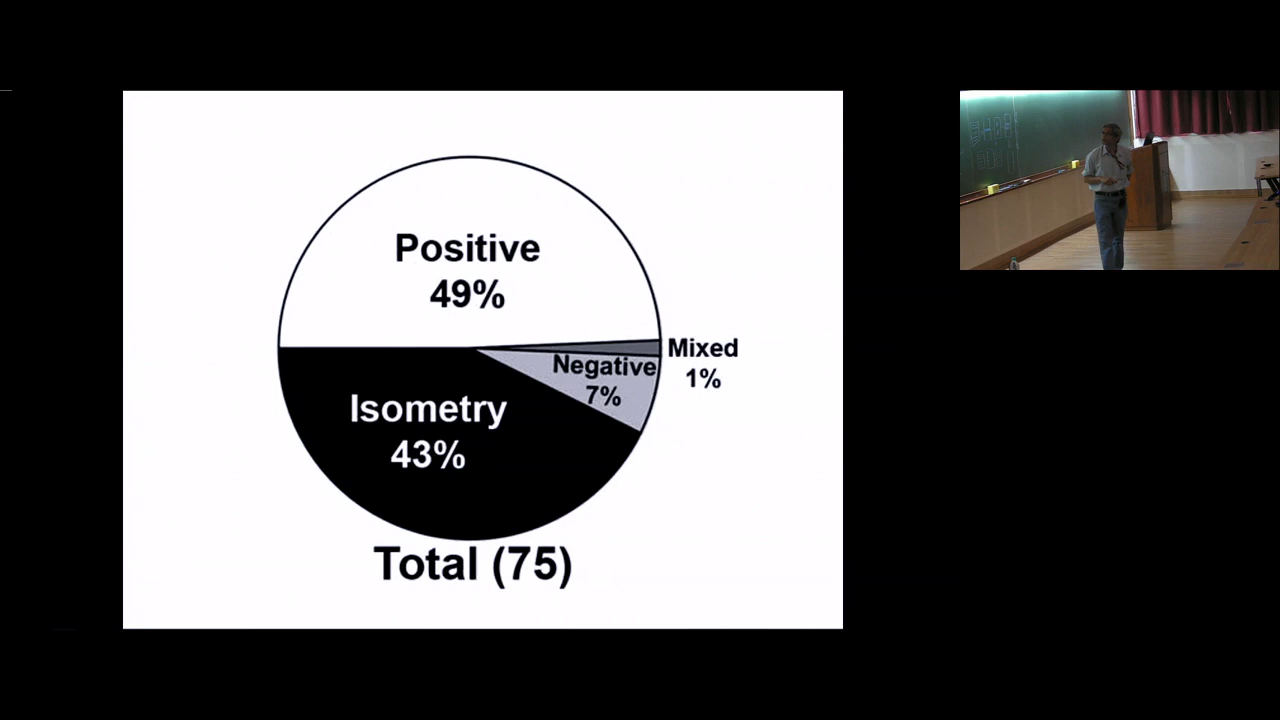 Positive
49%
Mixed
1%
Negative
7%
Isometry
43%
Total (75)